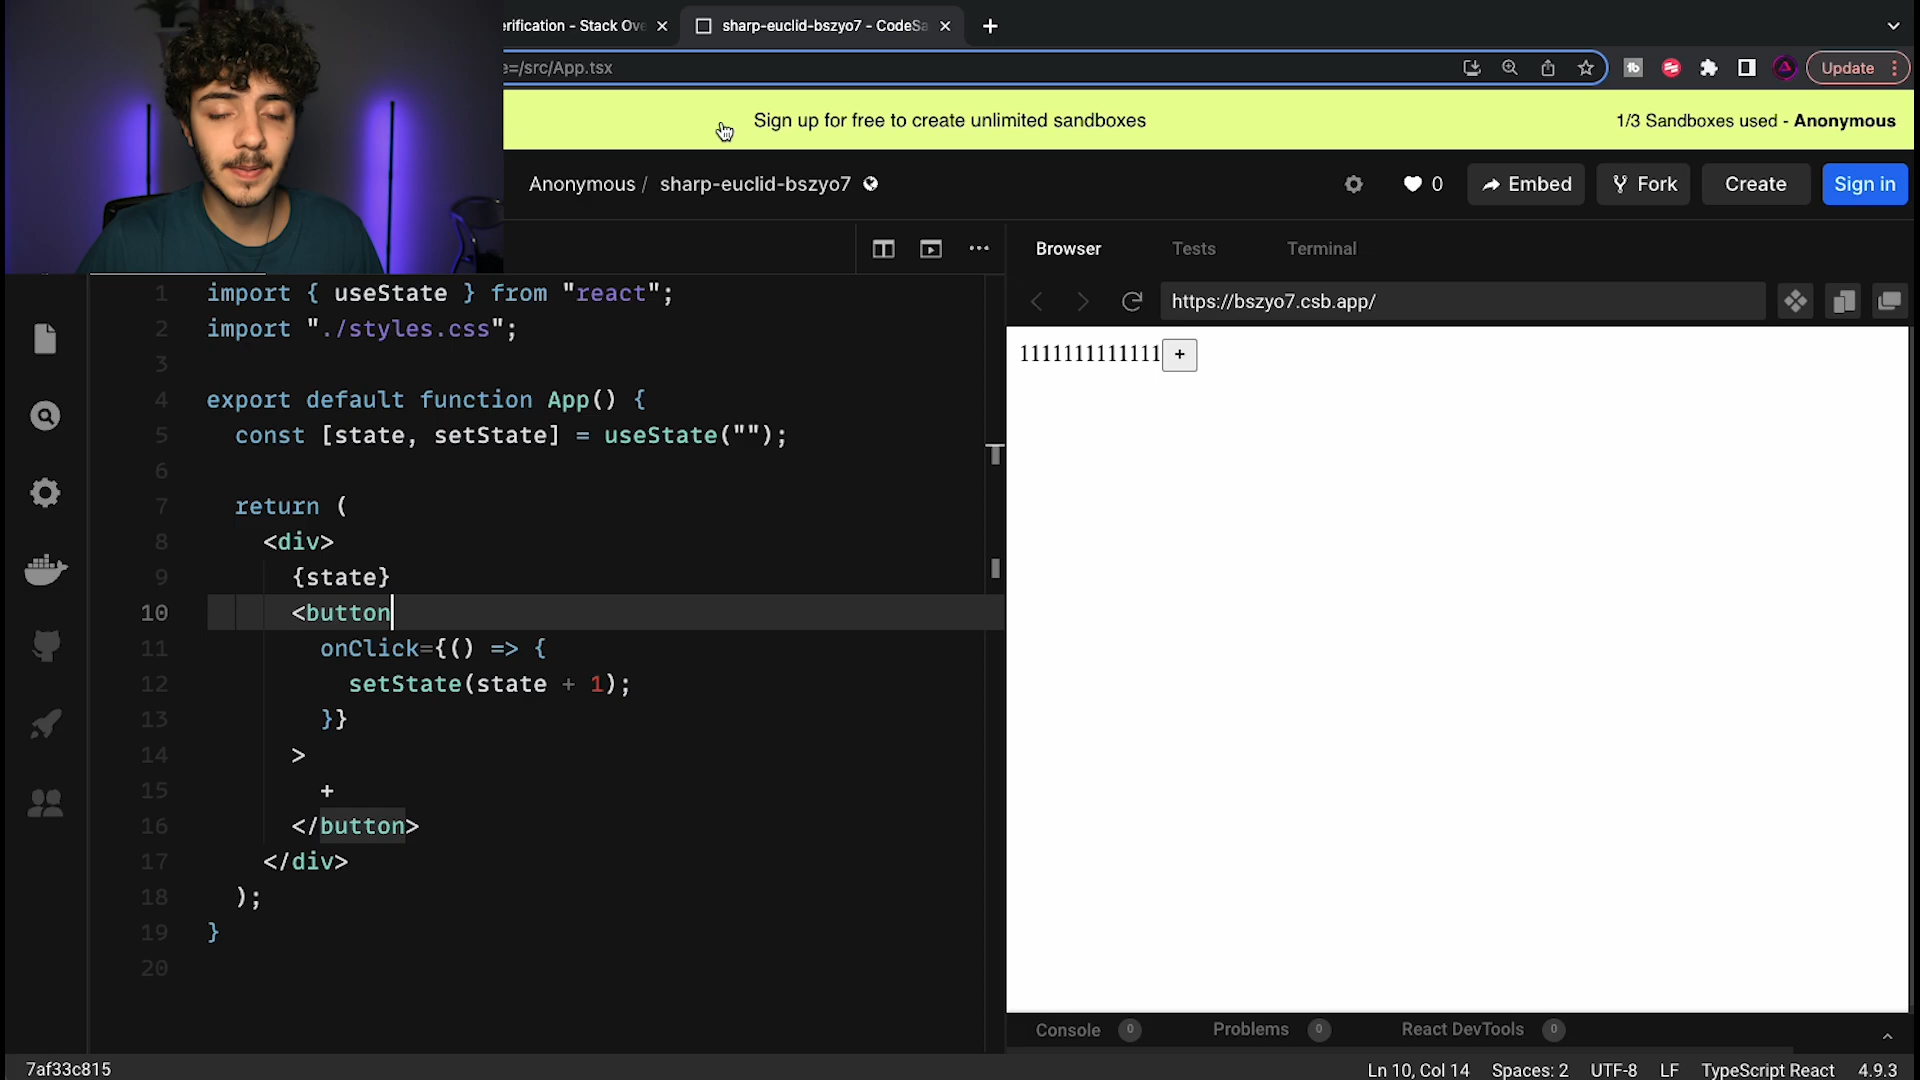 erification - Stack Ove
sharp-euclid-bszyo7 - CodeSa
e=/src/App.tsx
Update
Sign up for free to create unlimited sandboxes
1/3 Sandboxes used - Anonymous
Anonymous / sharp-euclid-bszyo7
0
Embed
Fork
Create
Sign in
Browser
Tests
Terminal
https://bszyo7.csb.app/
1 import { useState } from "react";
2 import "./styles.css";
3
4 export default function App() {
5 const [state, setState] = useState("");
6
7 return (
8 <div>
9 {state}
10 <button
11 onClick={() => {
12 setState(state + 1);
13 }}
14 >
15 +
16 </button>
17 </div>
18 );
19 }
20
1111111111111 +
Console 0
Problems 0
React DevTools 0
7af33c815
Ln 10, Col 14
Spaces: 2
UTF-8
LF
TypeScript React
4.9.3